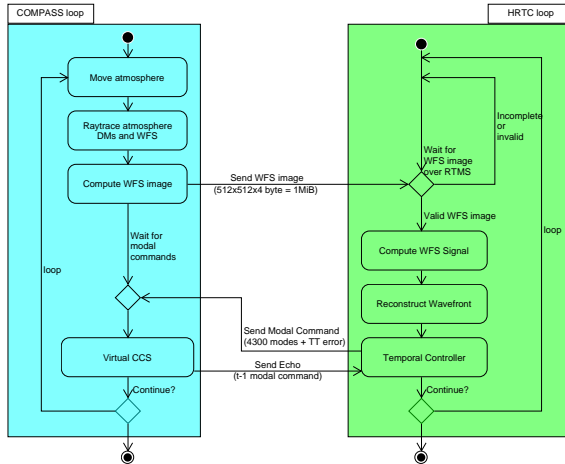 COMPASS loop
HRTC loop
Move atmosphere
Raytrace atmosphere
DMs and WFS
Compute WFS image
Send WFS image
(512x512x4 byte = 1MiB)
Incomplete
or
invalid
Wait for
WFS image
over RTMS
Valid WFS image
Wait for
modal
commands
Compute WFS Signal
loop
loop
Reconstruct Wavefront
Send Modal Command
(4300 modes + TT error)
Virtual CCS
Temporal Controller
Send Echo
(t-1 modal command)
Continue?
Continue?